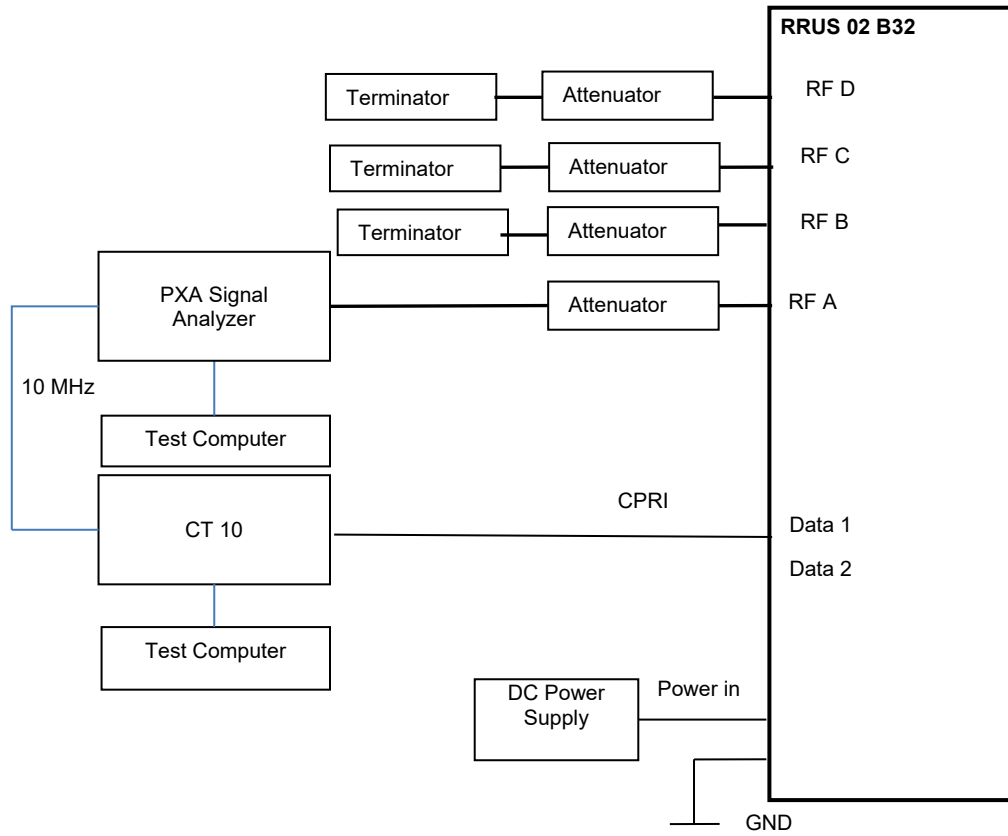 RRUS 02 B32
Terminator
Attenuator
RF D
Terminator
Attenuator
RF C
Terminator
Attenuator
RF B
PXA Signal
Analyzer
Attenuator
RF A
10 MHz
Test Computer
CT 10
CPRI
Data 1
Data 2
Test Computer
DC Power
Supply
Power in
GND